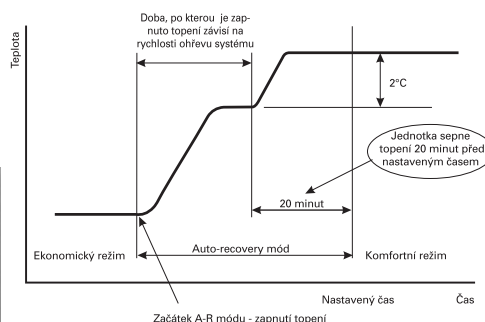 Doba, po kterou  je zap-
nuto topení závisí na
rychlosti ohřevu systému
Teplota
2°C
Jednotka sepne
topení 20 minut před
nastaveným časem
20 minut
Ekonomický režim
Auto-recovery mód
Komfortní režim
Nastavený čas
Čas
Začátek A-R módu - zapnutí topení